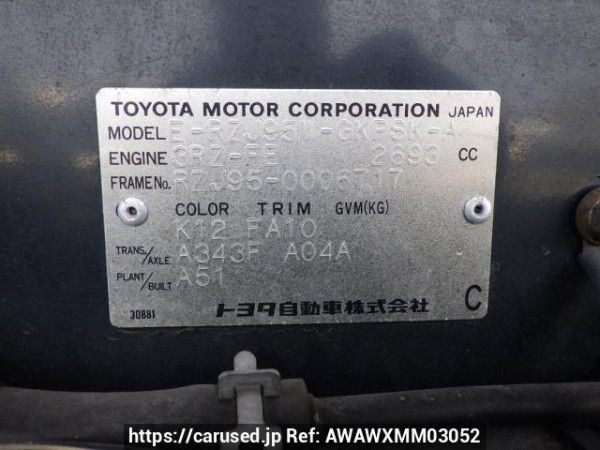 TOYOTA MOTOR CORPORATION JAPAN
MODEL E-RZJ95W-GKPSK-A
ENGINE 3RZ-FE 2693 CC
FRAME No. RZJ95-0006717
COLOR TRIM GVM(KG)
K12 FA10
TRANS./AXLE A343F A04A
PLANT/BUILT A51
30881 トヨタ自動車株式会社 C
https://carused.jp Ref: AWAWXMM03052